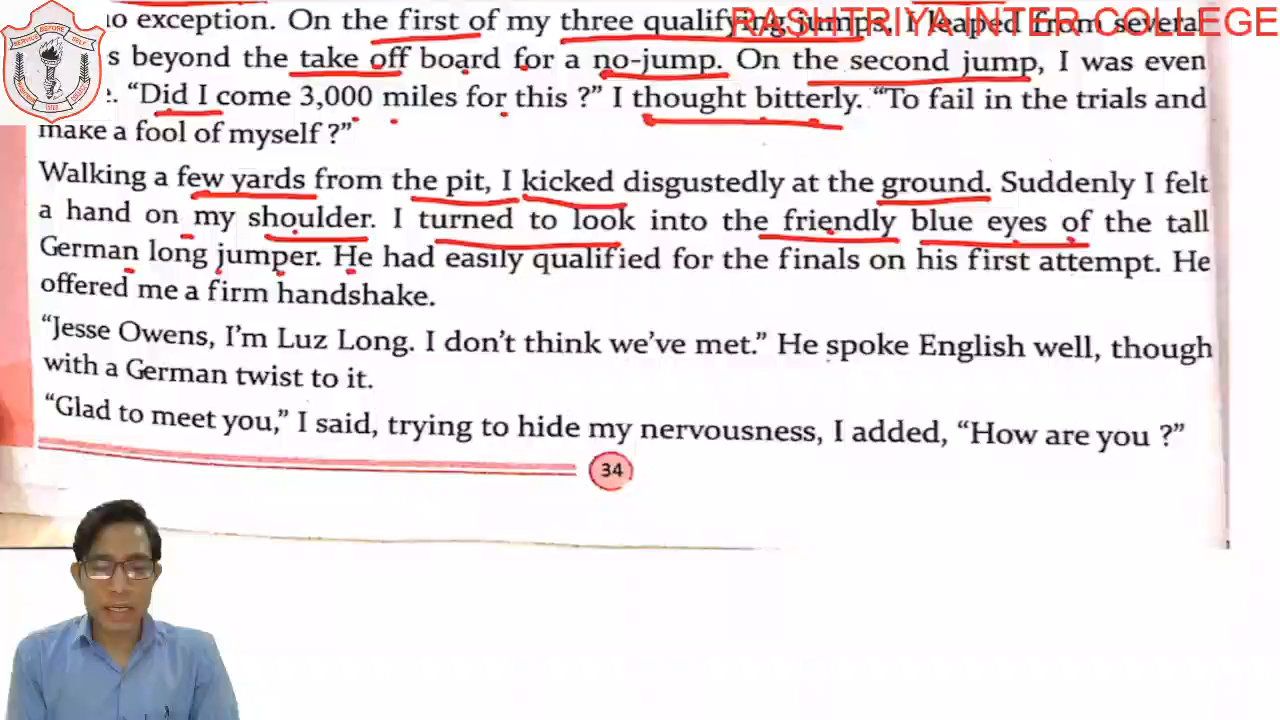 RASHTRIYA INTER COLLEGE
no exception. On the first of my three qualifying jumps, I leaped from several
s beyond the take off board for a no-jump. On the second jump, I was even
. “Did I come 3,000 miles for this ?” I thought bitterly. “To fail in the trials and
make a fool of myself ?”
Walking a few yards from the pit, I kicked disgustedly at the ground. Suddenly I felt
a hand on my shoulder. I turned to look into the friendly blue eyes of the tall
German long jumper. He had easily qualified for the finals on his first attempt. He
offered me a firm handshake.
“Jesse Owens, I’m Luz Long. I don’t think we’ve met.” He spoke English well, though
with a German twist to it.
“Glad to meet you,” I said, trying to hide my nervousness, I added, “How are you ?”
34